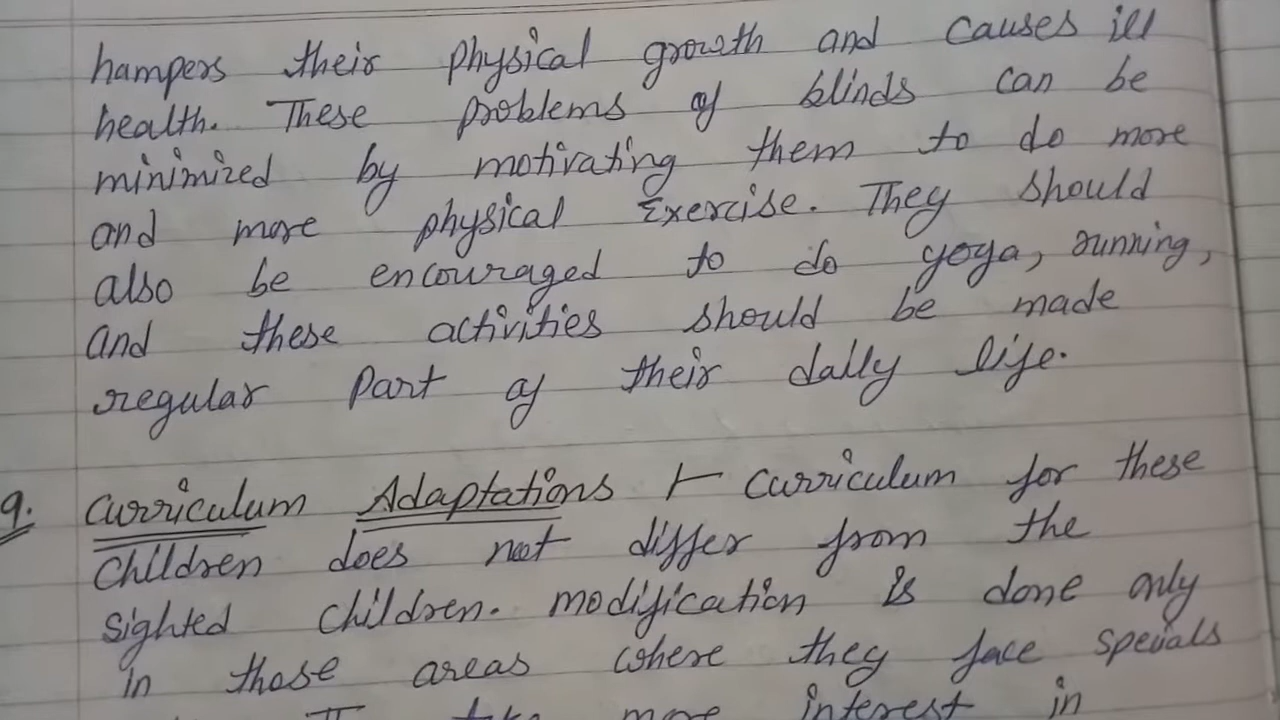 hampers their physical growth and causes ill
health. These problems of blinds can be
minimized by motivating them to do more
and more physical Exercise. They should
also be encouraged to do yoga, running,
and these activities should be made
regular Part of their daily life.
9. Curriculum Adaptations :- Curriculum for these
Children does not differ from the
sighted children. modification is done only
in those areas where they face specials
more interest in